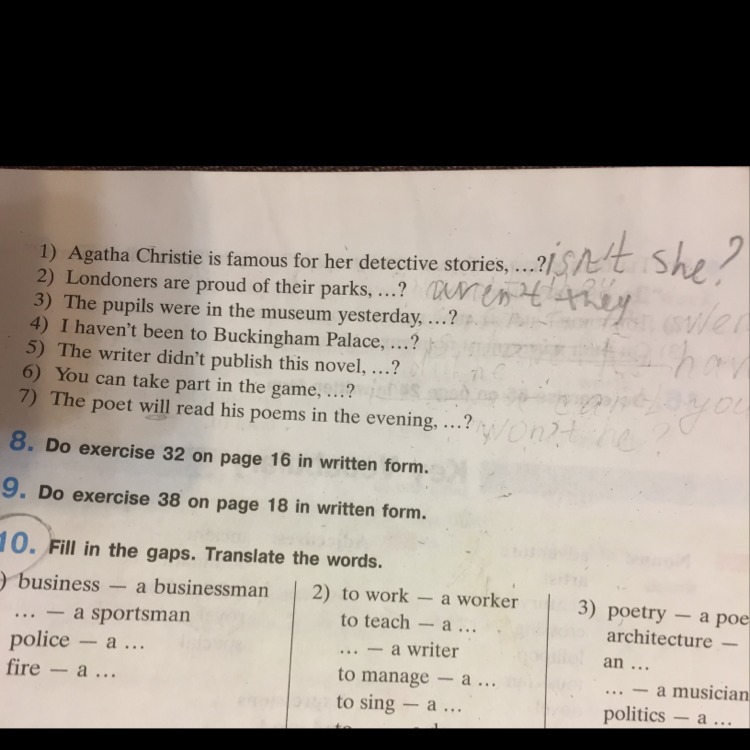 1) Agatha Christie is famous for her detective stories, ...? isn't she?
2) Londoners are proud of their parks, ...? aren't they
3) The pupils were in the museum yesterday, ...?
4) I haven't been to Buckingham Palace, ...?
5) The writer didn't publish this novel, ...?
6) You can take part in the game, ...?
7) The poet will read his poems in the evening, ...? won't he?
8. Do exercise 32 on page 16 in written form.
9. Do exercise 38 on page 18 in written form.
10. Fill in the gaps. Translate the words.
) business — a businessman
... — a sportsman
police — a ...
fire — a ...
2) to work — a worker
to teach — a ...
... — a writer
to manage — a ...
to sing — a ...
3) poetry — a poe
architecture —
an ...
... — a musician
politics — a ...